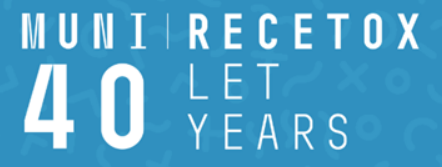 MUNI | RECETOX
40 LET
YEARS